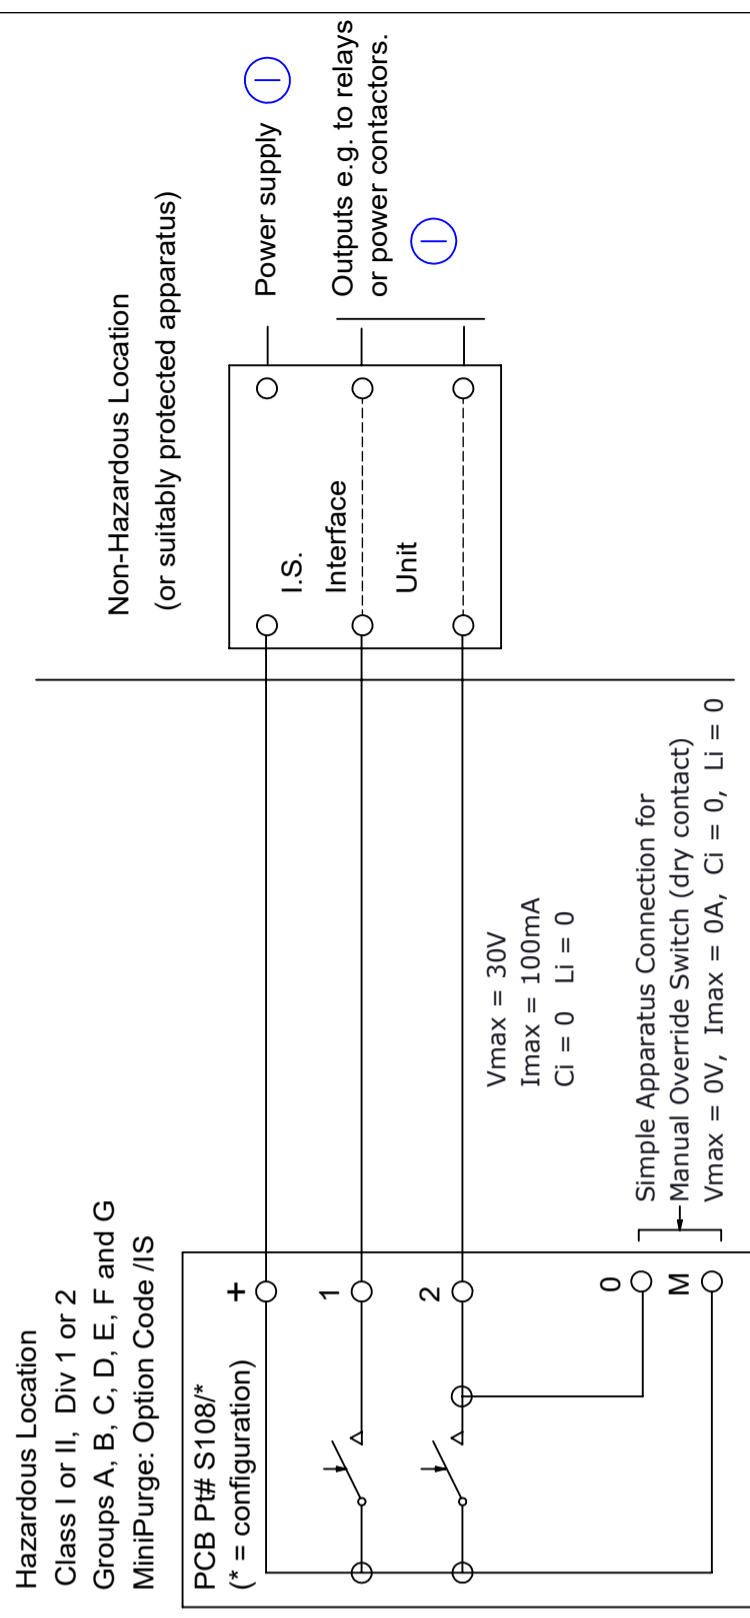 Hazardous Location
Class I or II, Div 1 or 2
Groups A, B, C, D, E, F and G
MiniPurge: Option Code /IS
PCB Pt# S108/*
(* = configuration)
+
1
2
0
M
Vmax = 30V
Imax = 100mA
Ci = 0 Li = 0
Simple Apparatus Connection for
Manual Override Switch (dry contact)
Vmax = 0V, Imax = 0A, Ci = 0, Li = 0
Non-Hazardous Location
(or suitably protected apparatus)
I.S.
Interface
Unit
Power supply
Outputs e.g. to relays
or power contactors.